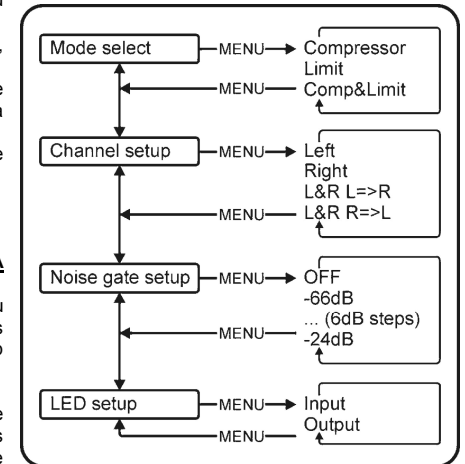 Mode select
MENU
Compressor
Limit
MENU
Comp&Limit
Channel setup
MENU
Left
Right
L&R L=>R
MENU
L&R R=>L
Noise gate setup
MENU
OFF
-66dB
... (6dB steps)
MENU
-24dB
LED setup
MENU
Input
Output
MENU